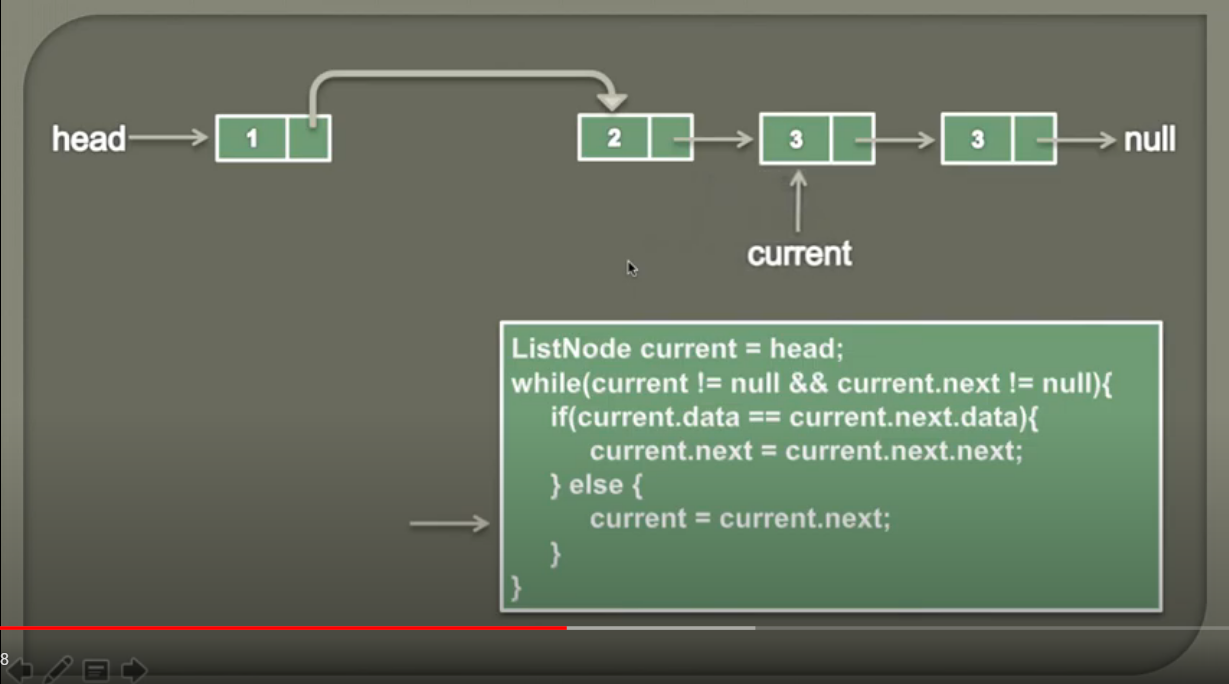 head 1 2 3 3 null
current
ListNode current = head;
while(current != null && current.next != null){
if(current.data == current.next.data){
current.next = current.next.next;
} else {
current = current.next;
}
}
8